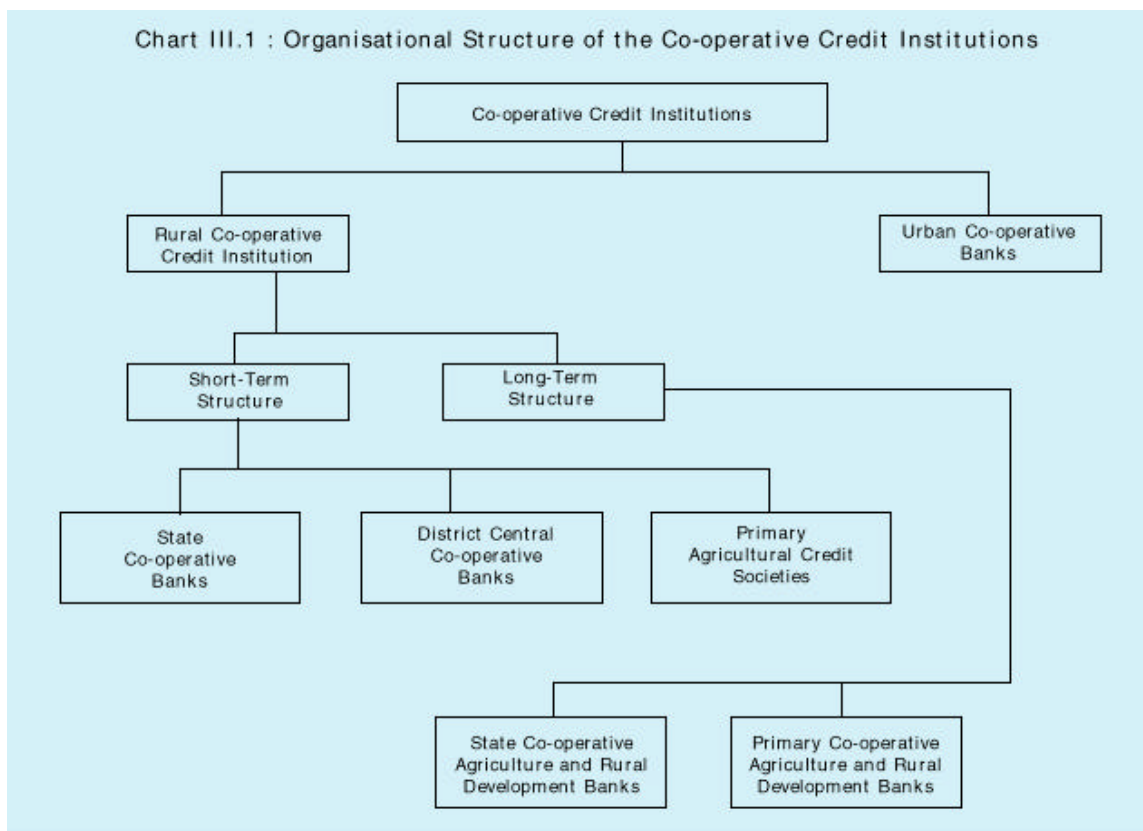 Chart III.1 : Organisational Structure of the Co-operative Credit Institutions
Co-operative Credit Institutions
Rural Co-operative
Credit Institution
Urban Co-operative
Banks
Short-Term
Structure
Long-Term
Structure
State
Co-operative
Banks
District Central
Co-operative
Banks
Primary
Agricultural Credit
Societies
State Co-operative
Agriculture and Rural
Development Banks
Primary Co-operative
Agriculture and Rural
Development Banks